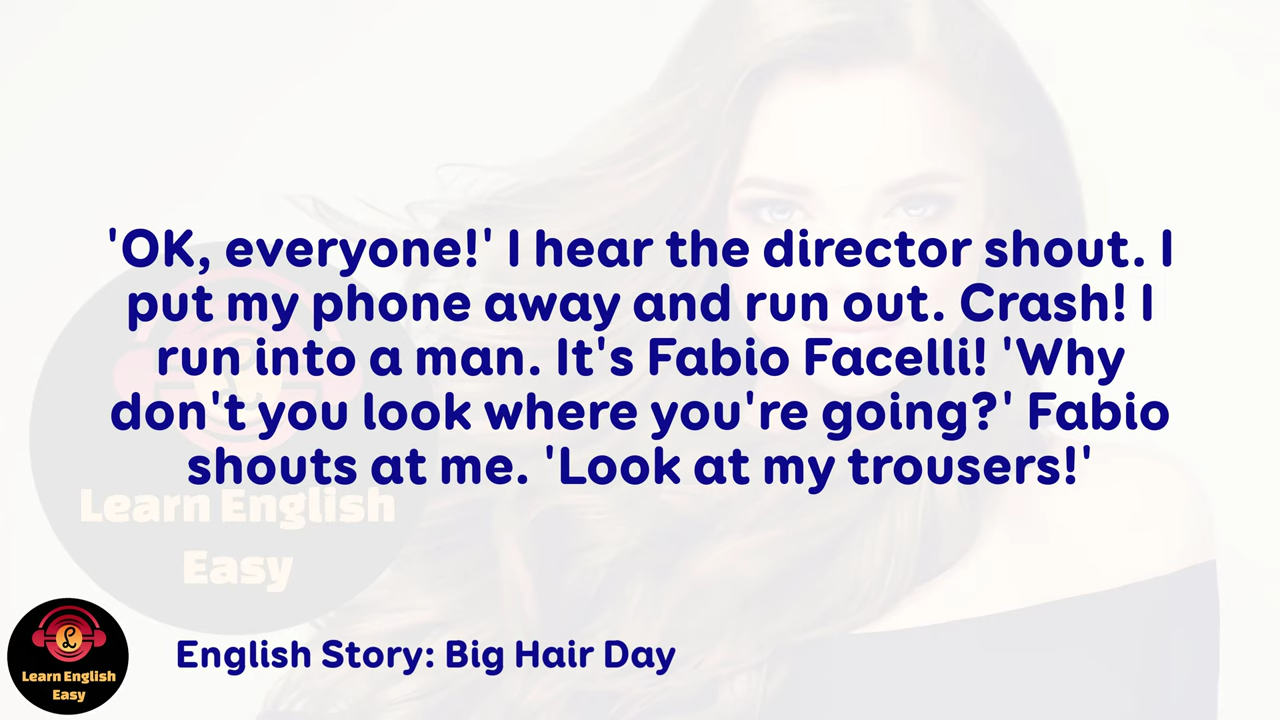 'OK, everyone!' I hear the director shout. I
put my phone away and run out. Crash! I
run into a man. It's Fabio Facelli! 'Why
don't you look where you're going?' Fabio
shouts at me. 'Look at my trousers!'
Learn English
Easy
English Story: Big Hair Day
Learn English
Easy